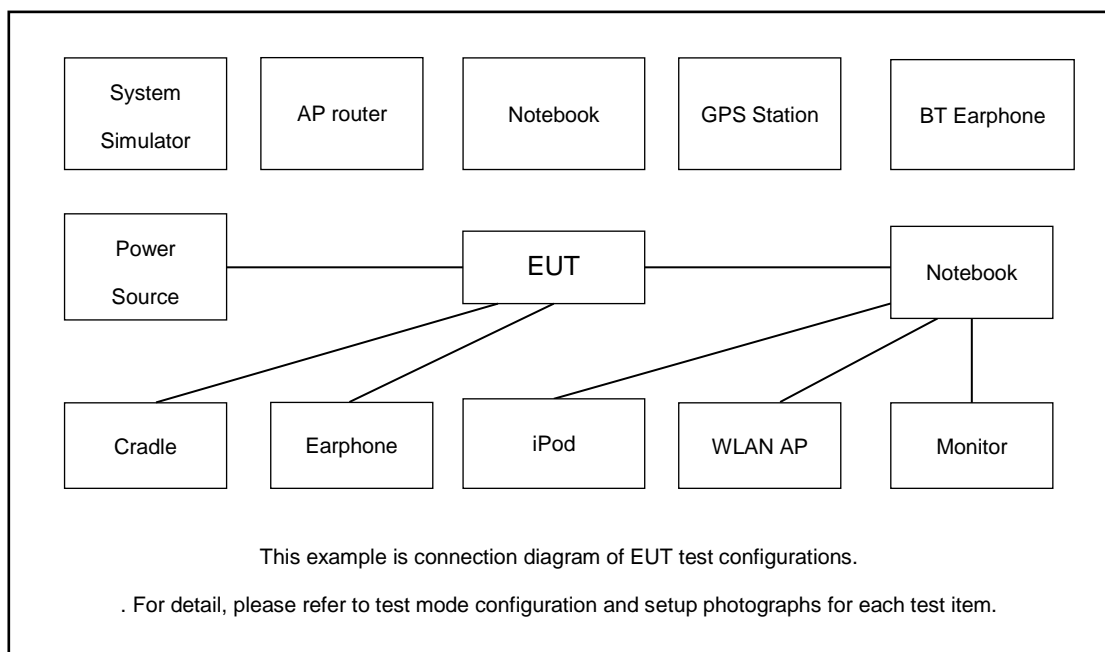 System
Simulator
AP router
Notebook
GPS Station
BT Earphone
Power
Source
EUT
Notebook
Cradle
Earphone
iPod
WLAN AP
Monitor
This example is connection diagram of EUT test configurations.
. For detail, please refer to test mode configuration and setup photographs for each test item.